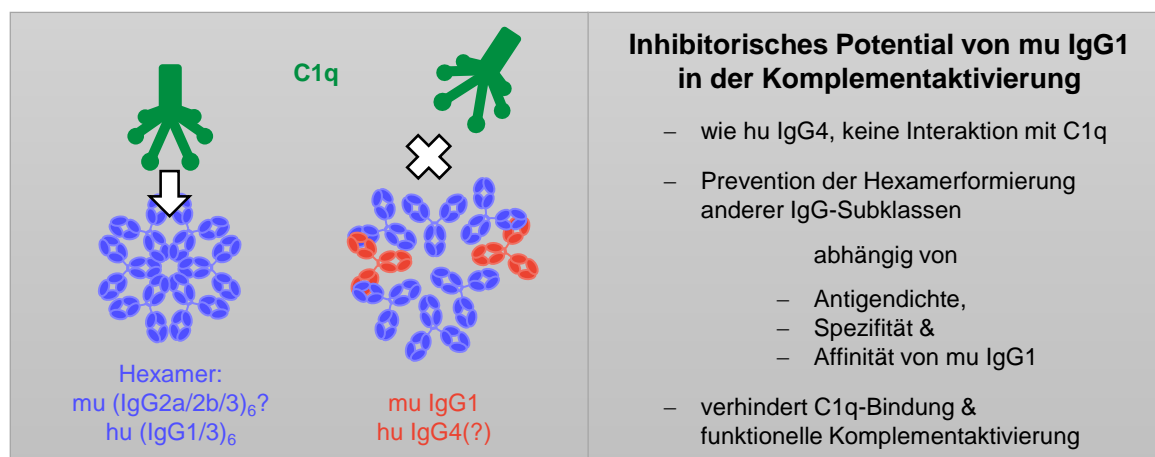 C1q
Hexamer:
mu (IgG2a/2b/3)₆?
hu (IgG1/3)₆
mu IgG1
hu IgG4(?)
Inhibitorisches Potential von mu IgG1
in der Komplementaktivierung
– wie hu IgG4, keine Interaktion mit C1q
– Prevention der Hexamerformierung
anderer IgG-Subklassen
abhängig von
– Antigendichte,
– Spezifität &
– Affinität von mu IgG1
– verhindert C1q-Bindung &
funktionelle Komplementaktivierung